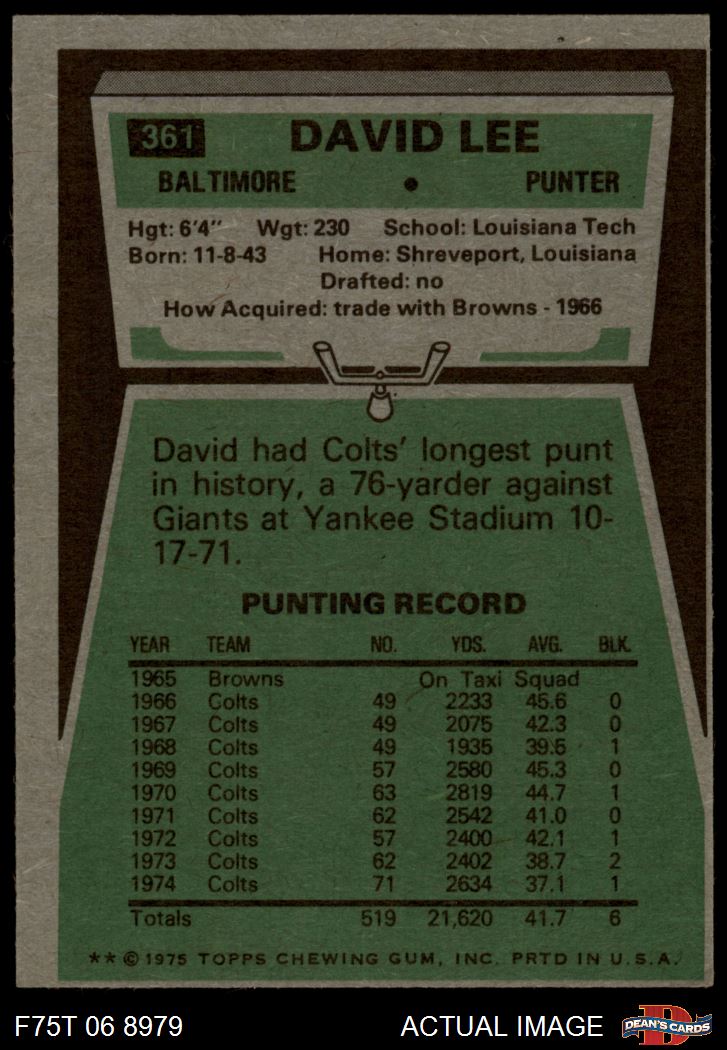 361 DAVID LEE
BALTIMORE • PUNTER
Hgt: 6'4" Wgt: 230 School: Louisiana Tech
Born: 11-8-43 Home: Shreveport, Louisiana
Drafted: no
How Acquired: trade with Browns - 1966
David had Colts' longest punt
in history, a 76-yarder against
Giants at Yankee Stadium 10-
17-71.
PUNTING RECORD
YEAR TEAM NO. YDS. AVG. BLK.
1965 Browns On Taxi Squad
1966 Colts 49 2233 45.6 0
1967 Colts 49 2075 42.3 0
1968 Colts 49 1935 39.5 1
1969 Colts 57 2580 45.3 0
1970 Colts 63 2819 44.7 1
1971 Colts 62 2542 41.0 0
1972 Colts 57 2400 42.1 1
1973 Colts 62 2402 38.7 2
1974 Colts 71 2634 37.1 1
Totals 519 21,620 41.7 6
** © 1975 TOPPS CHEWING GUM, INC. PRTD IN U.S.A.
F75T 06 8979 ACTUAL IMAGE D DEAN'S CARDS